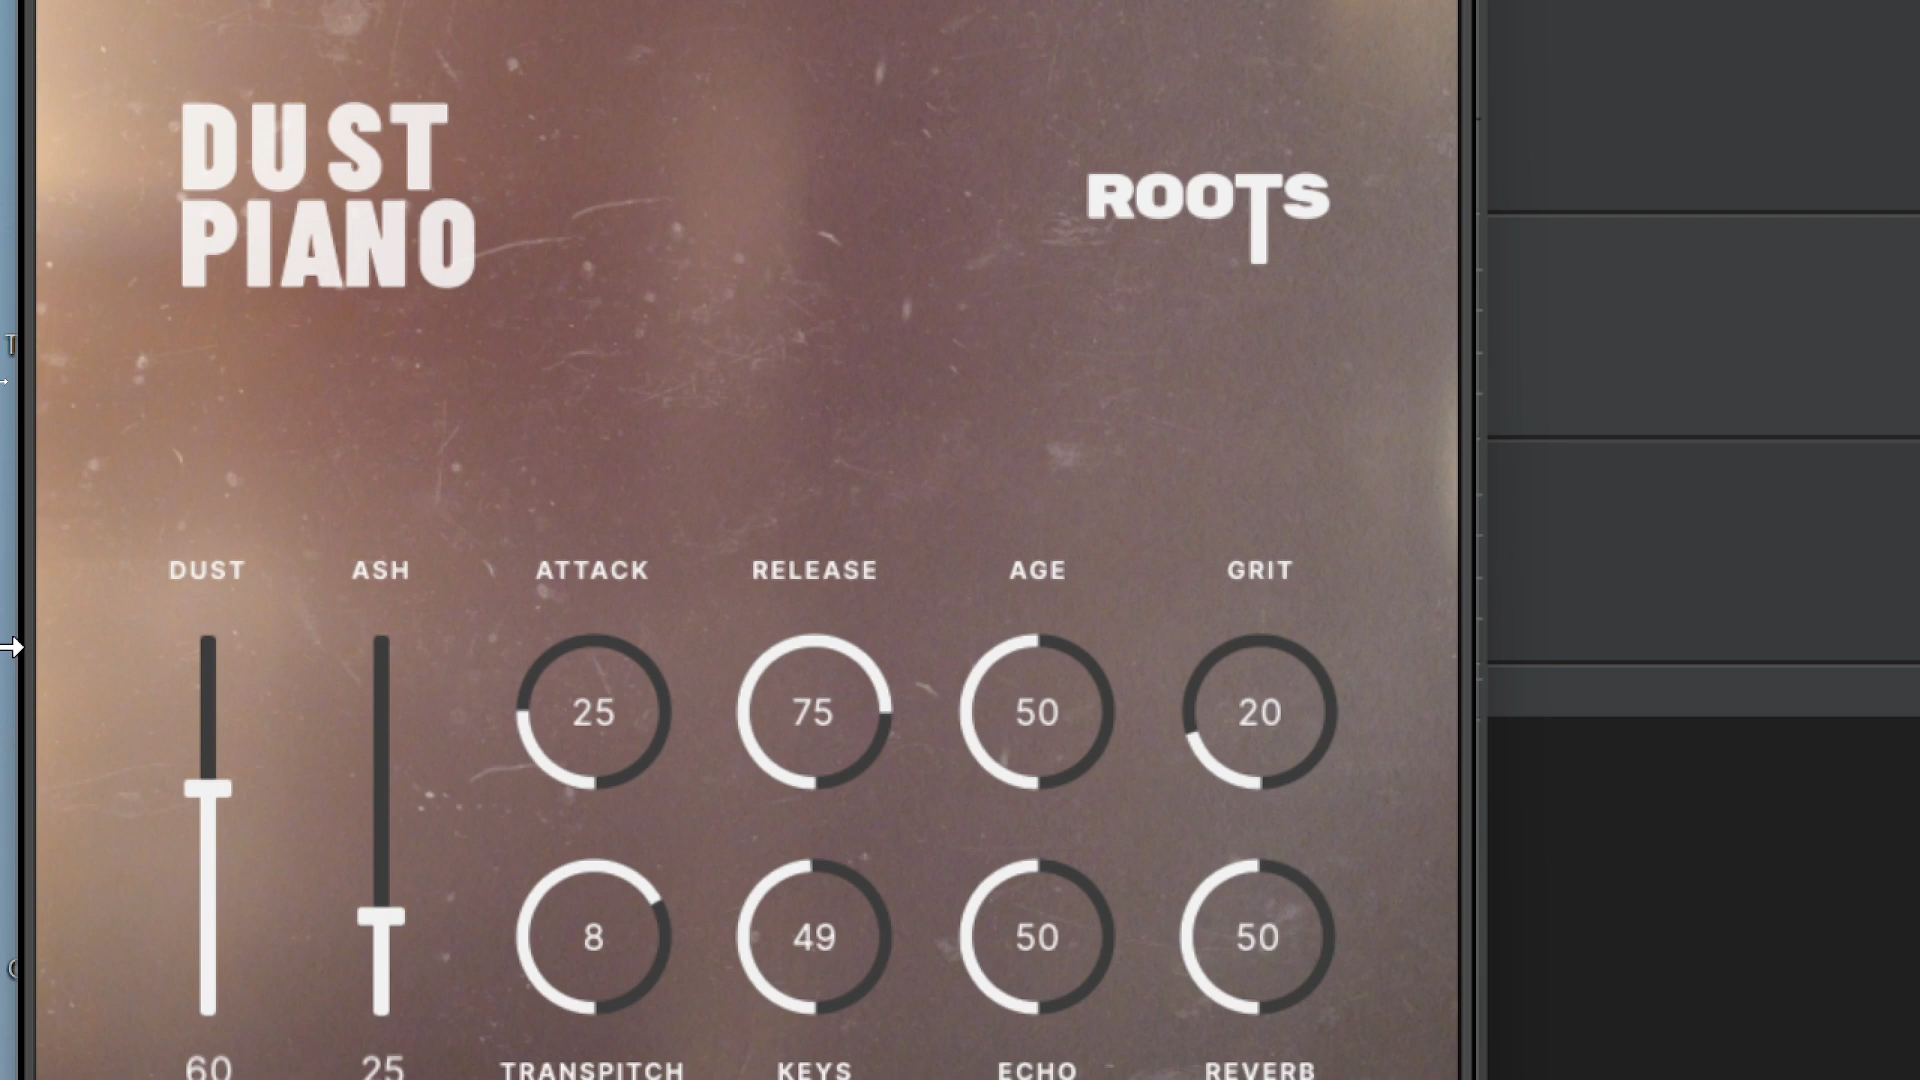 DUST
PIANO
ROOTS
DUST ASH ATTACK RELEASE AGE GRIT
25 75 50 20
8 49 50 50
60 25 TRANSPITCH KEYS ECHO REVERB